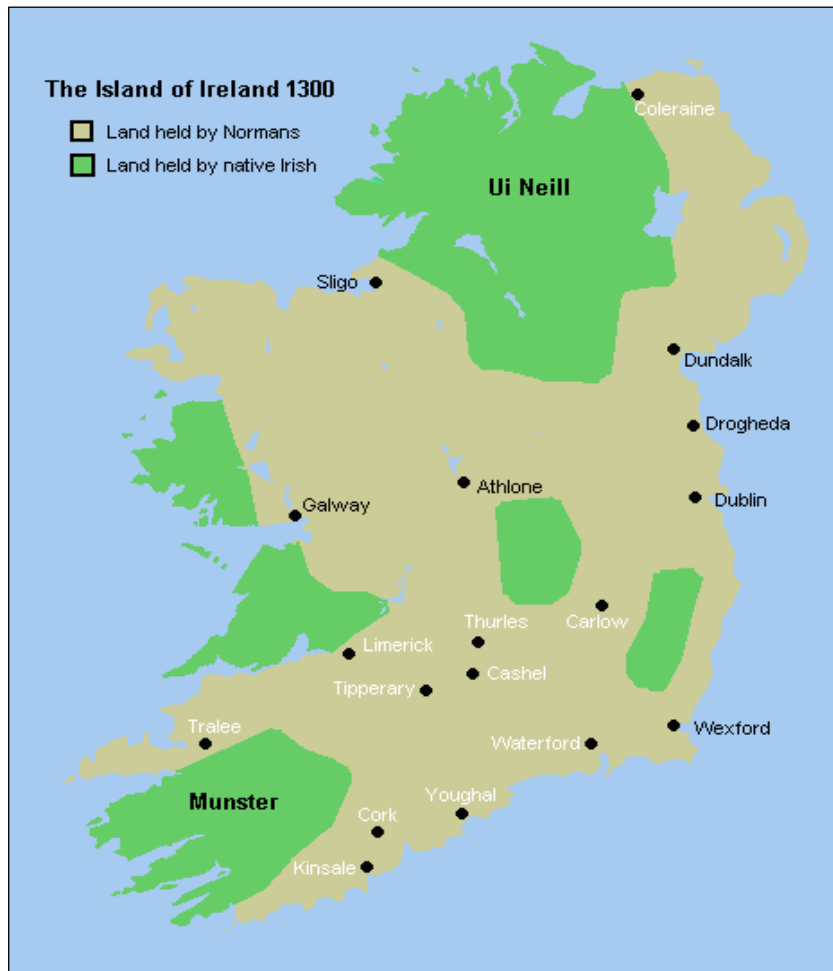 The Island of Ireland 1300
Land held by Normans
Land held by native Irish
Coleraine
Ui Neill
Sligo
Dundalk
Drogheda
Athlone
Dublin
Galway
Carlow
Thurles
Limerick
Cashel
Tipperary
Tralee
Waterford
Wexford
Munster
Youghal
Cork
Kinsale